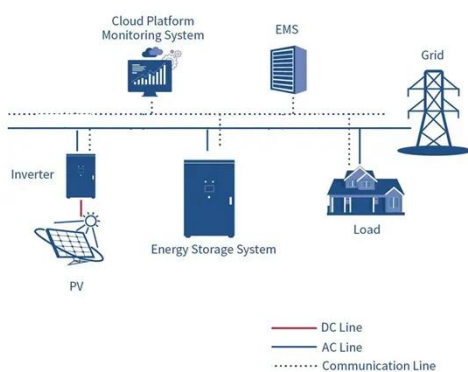 Cloud Platform
Monitoring System
EMS
Grid
Inverter
Energy Storage System
Load
PV
DC Line
AC Line
Communication Line